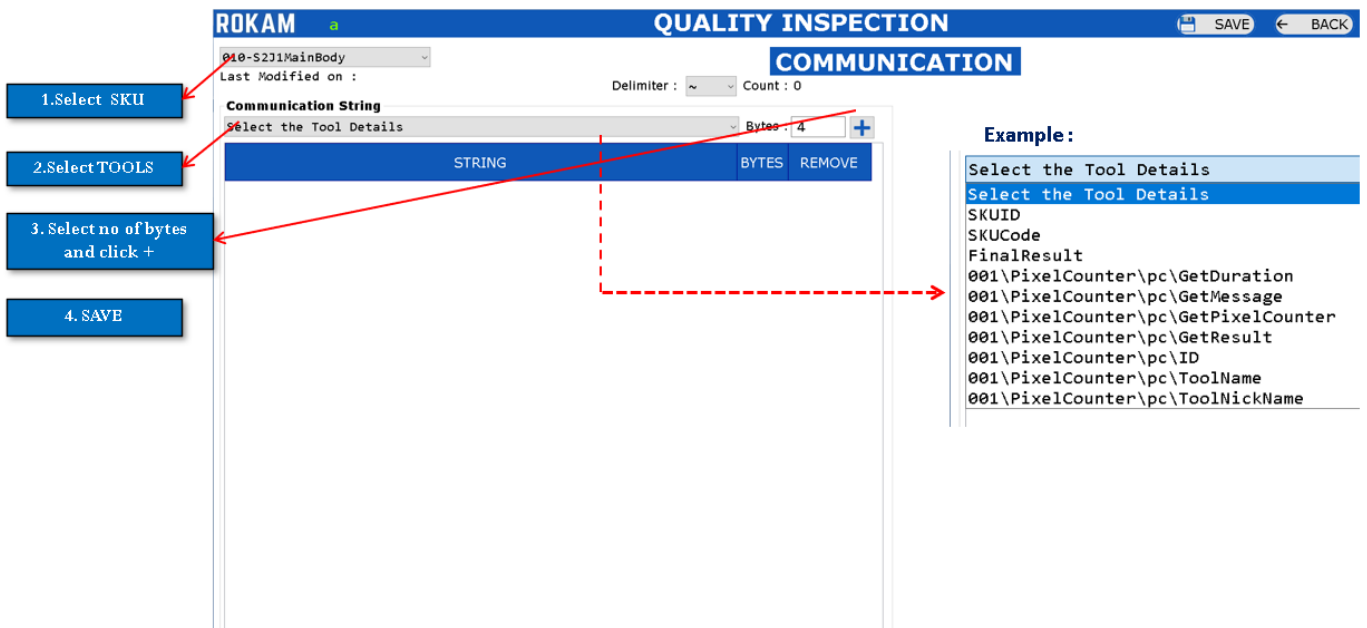 ROKAM a QUALITY INSPECTION SAVE BACK
010-S2J1MainBody
COMMUNICATION
Last Modified on :
Delimiter : ~ Count : 0
1.Select SKU
Communication String
Select the Tool Details Bytes : 4 +
STRING BYTES REMOVE
2.Select TOOLS
3. Select no of bytes
and click +
4. SAVE
Example :
Select the Tool Details
Select the Tool Details
SKUID
SKUCode
FinalResult
001\PixelCounter\pc\GetDuration
001\PixelCounter\pc\GetMessage
001\PixelCounter\pc\GetPixelCounter
001\PixelCounter\pc\GetResult
001\PixelCounter\pc\ID
001\PixelCounter\pc\ToolName
001\PixelCounter\pc\ToolNickName